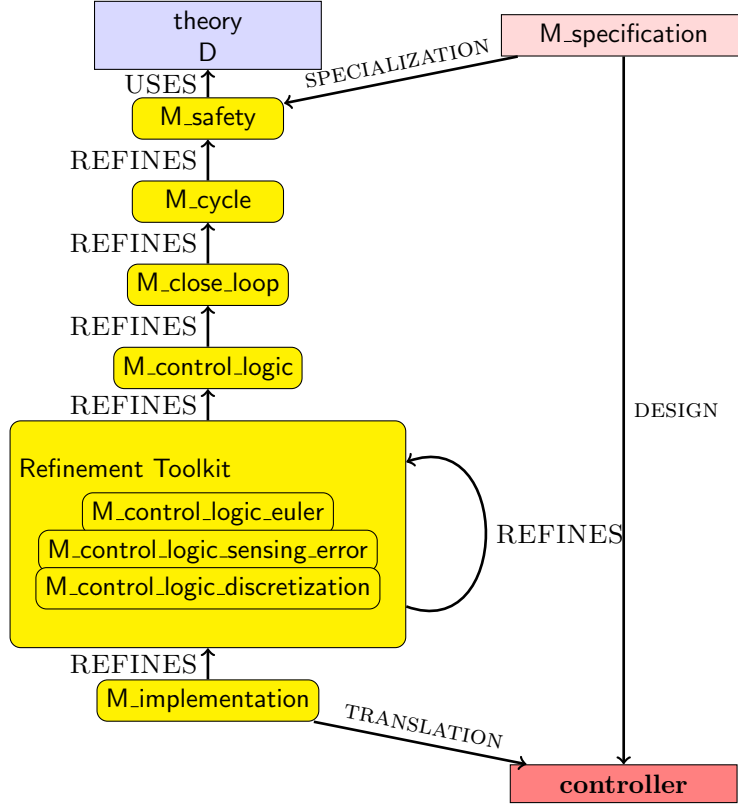 theory
D
M_specification
SPECIALIZATION
USES
M_safety
REFINES
M_cycle
REFINES
M_close_loop
REFINES
M_control_logic
REFINES
DESIGN
Refinement Toolkit
M_control_logic_euler
REFINES
M_control_logic_sensing_error
M_control_logic_discretization
REFINES
M_implementation
TRANSLATION
controller